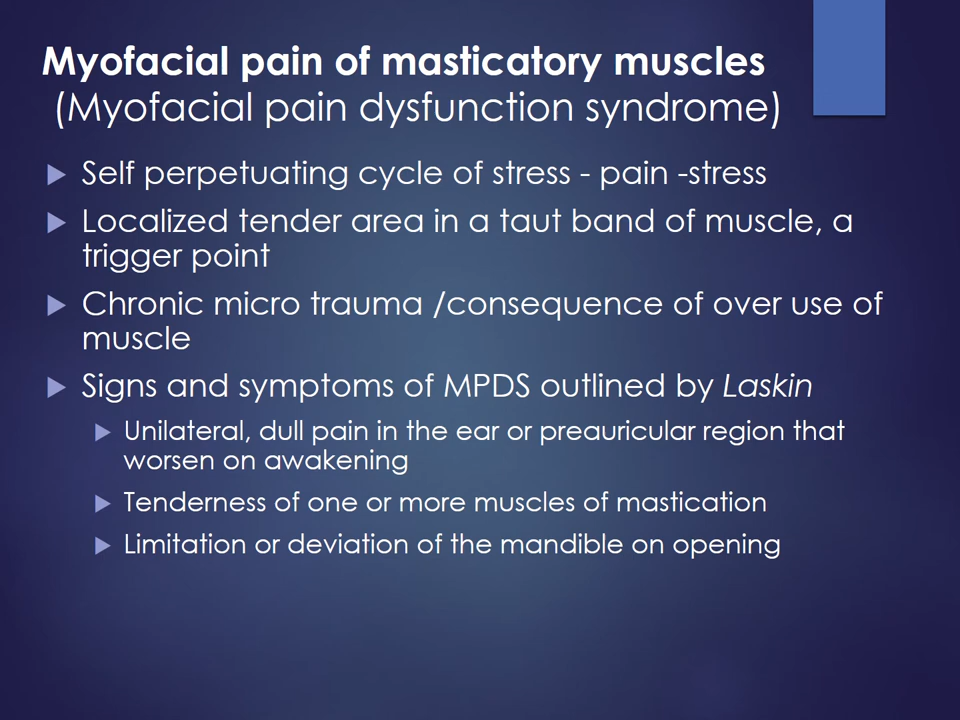 Myofacial pain of masticatory muscles
(Myofacial pain dysfunction syndrome)
Self perpetuating cycle of stress - pain -stress
Localized tender area in a taut band of muscle, a
trigger point
Chronic micro trauma /consequence of over use of
muscle
Signs and symptoms of MPDS outlined by Laskin
Unilateral, dull pain in the ear or preauricular region that
worsen on awakening
Tenderness of one or more muscles of mastication
Limitation or deviation of the mandible on opening